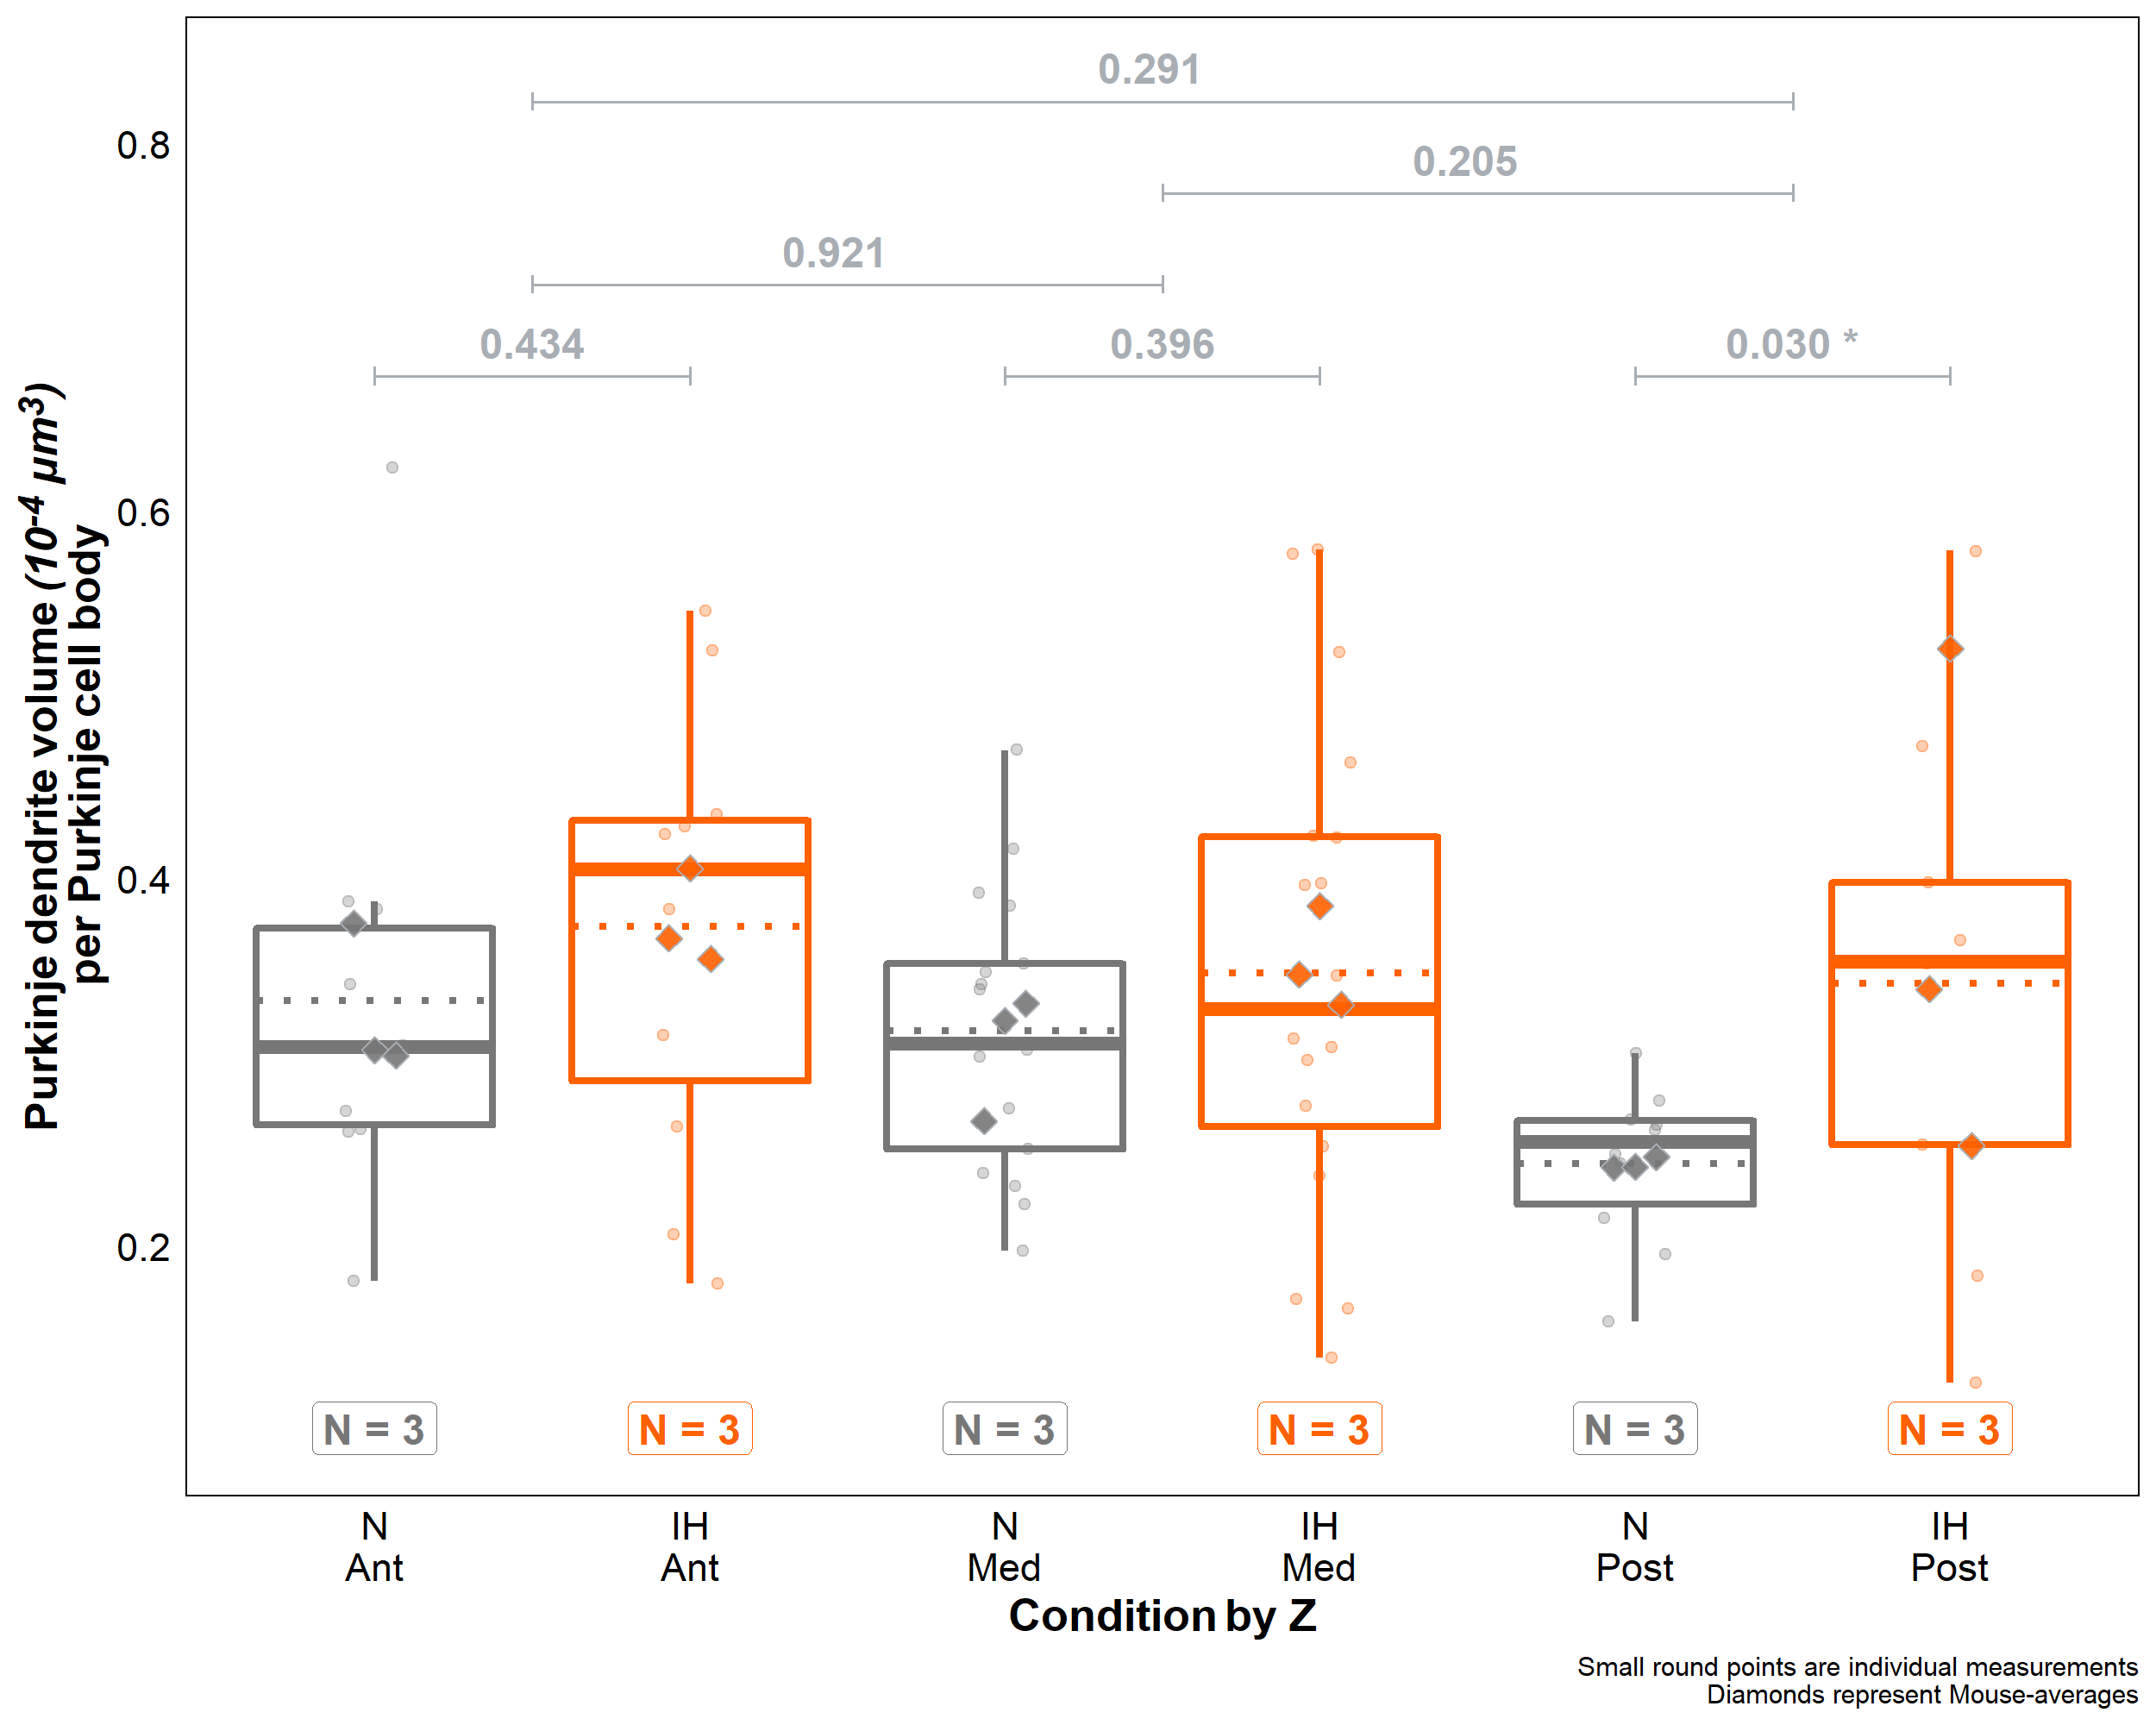 0.291
0.8
0.205
0.921
0.434
0.396
0.030 *
0.6
0.4
0.2
Purkinje dendrite volume (10⁻⁴ µm³)
per Purkinje cell body
N = 3
N = 3
N = 3
N = 3
N = 3
N = 3
N
Ant
IH
Ant
N
Med
IH
Med
N
Post
IH
Post
Condition by Z
Small round points are individual measurements
Diamonds represent Mouse-averages